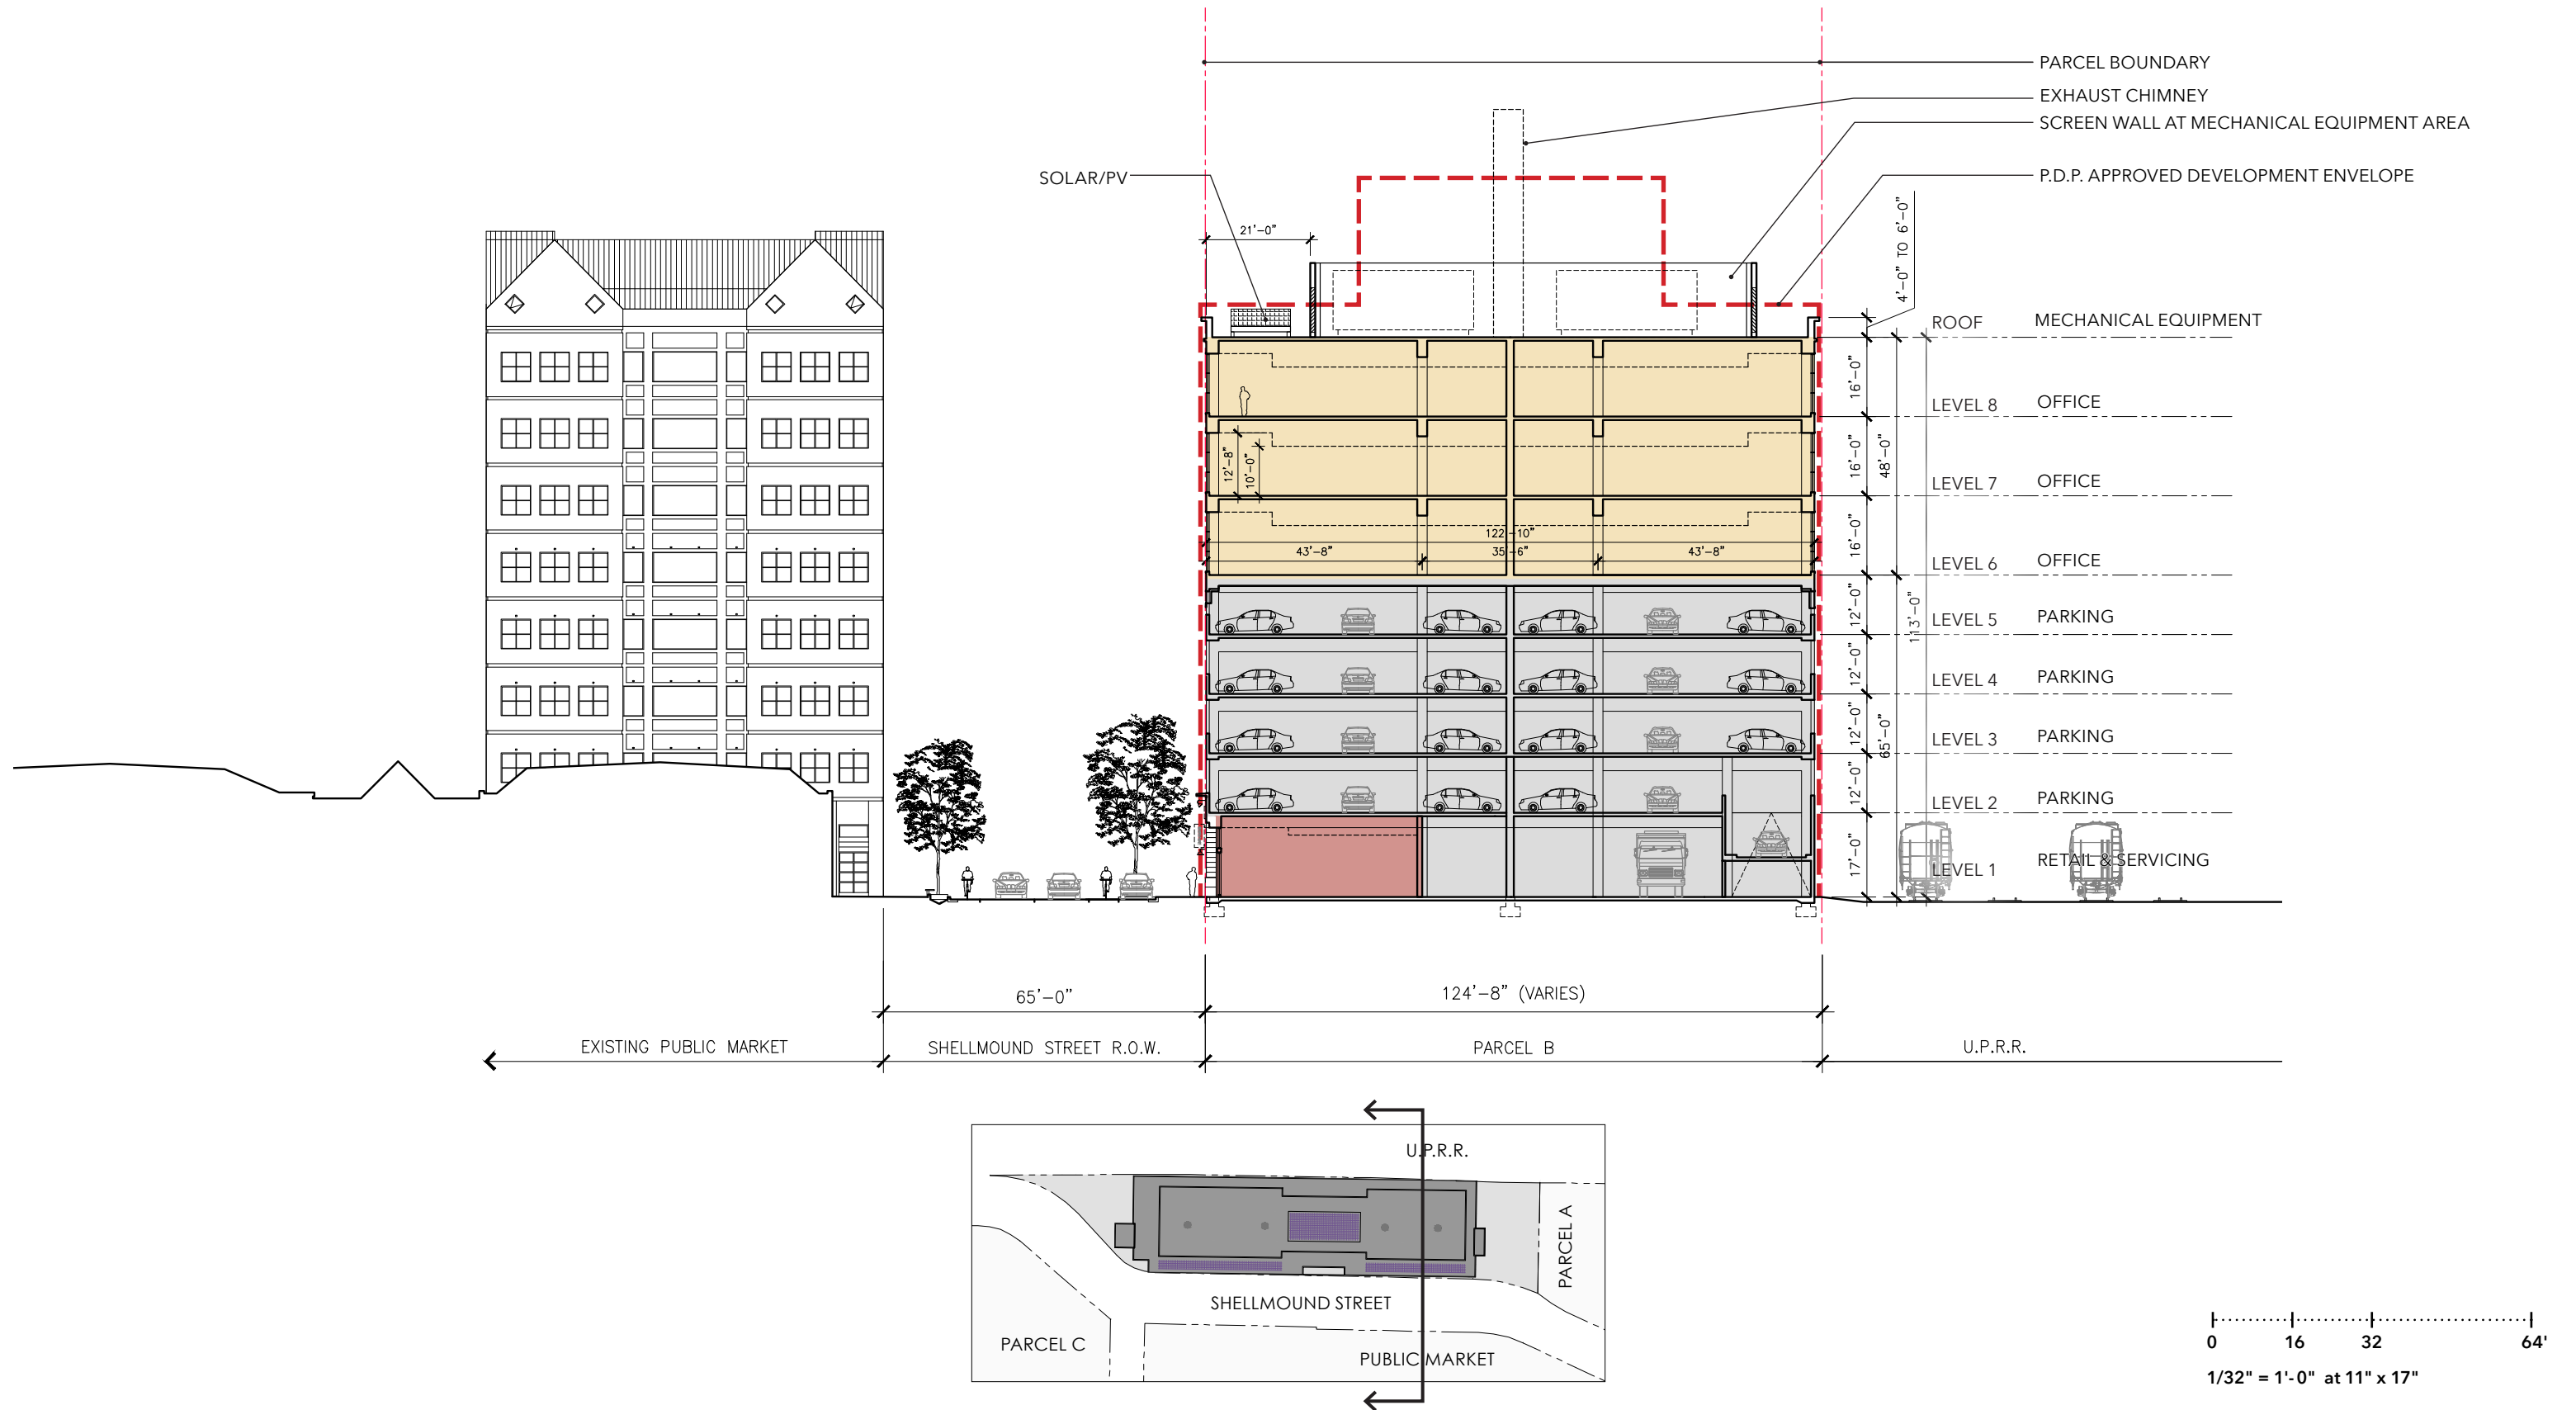 PARCEL BOUNDARY
EXHAUST CHIMNEY
SCREEN WALL AT MECHANICAL EQUIPMENT AREA
SOLAR/PV
P.D.P. APPROVED DEVELOPMENT ENVELOPE
21'-0"
4'-0" TO 6'-0"
ROOF MECHANICAL EQUIPMENT
16'-0"
LEVEL 8 OFFICE
12'-8"
10'-0"
16'-0"
48'-0"
LEVEL 7 OFFICE
122'-10"
43'-8" 35'-6" 43'-8"
16'-0"
LEVEL 6 OFFICE
12'-0"
113'-0"
LEVEL 5 PARKING
12'-0"
LEVEL 4 PARKING
12'-0"
65'-0"
LEVEL 3 PARKING
12'-0"
LEVEL 2 PARKING
17'-0"
LEVEL 1 RETAIL & SERVICING
65'-0" 124'-8" (VARIES)
EXISTING PUBLIC MARKET SHELLMOUND STREET R.O.W. PARCEL B U.P.R.R.
U.P.R.R.
PARCEL A
SHELLMOUND STREET
PARCEL C
PUBLIC MARKET
0 16 32 64'
1/32" = 1'-0" at 11" x 17"